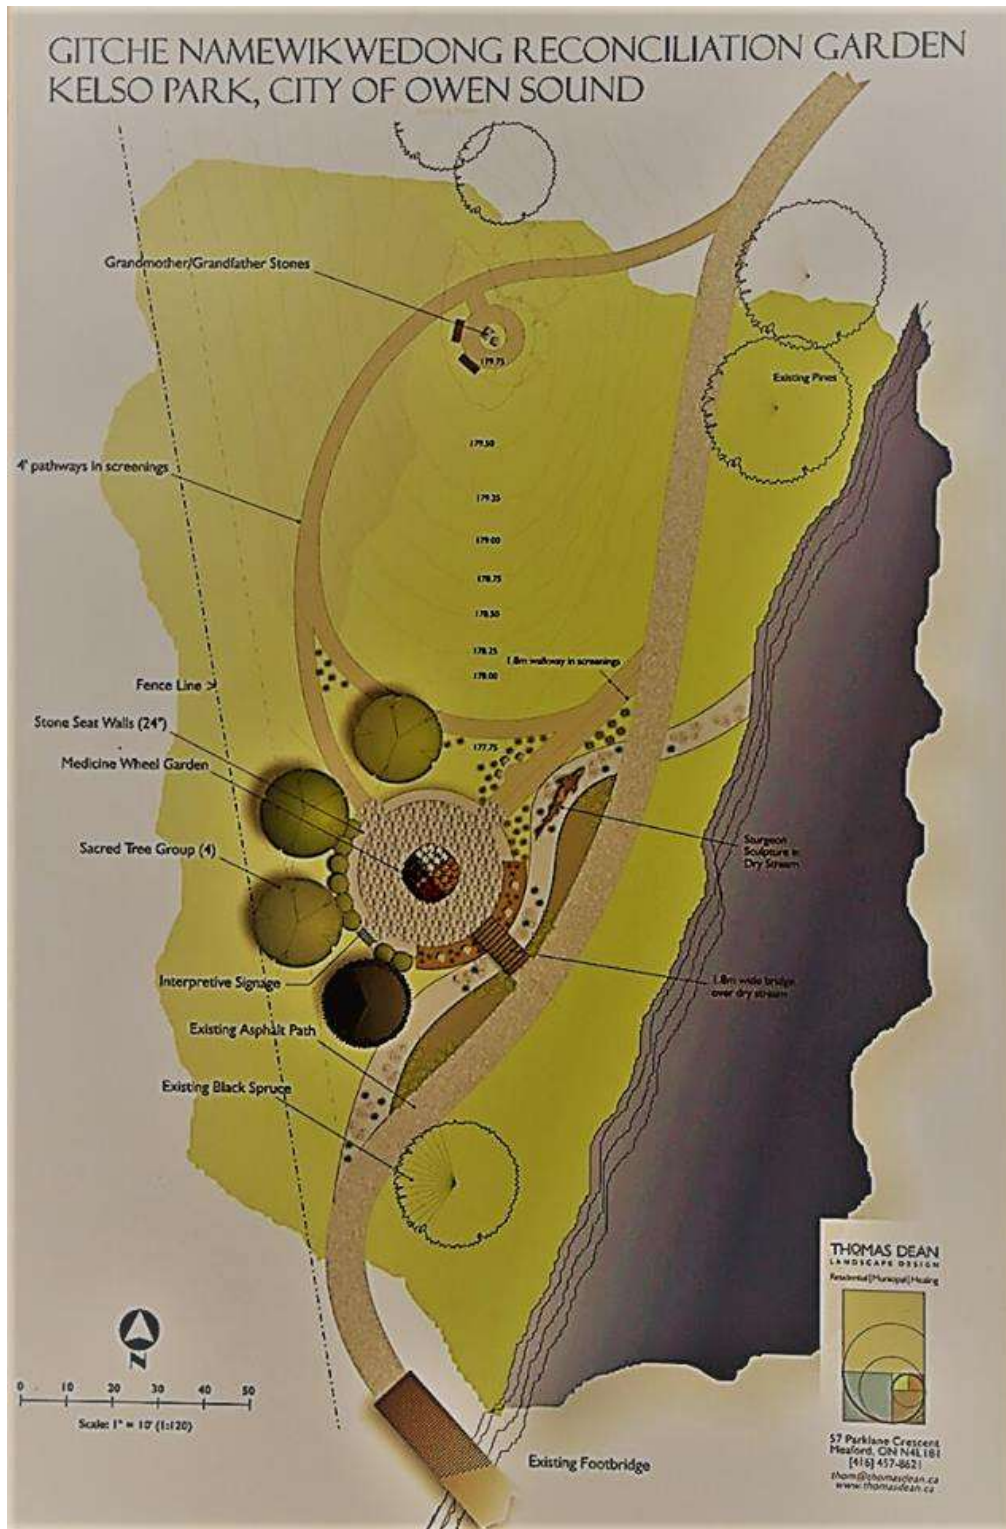 GITCHE NAMEWIKWEDONG RECONCILIATION GARDEN
KELSO PARK, CITY OF OWEN SOUND
Grandmother/Grandfather Stones
179.75
Existing Pines
179.50
4' pathways in screenings
179.25
179.00
178.75
178.50
178.25
1.8m walkway in screenings
178.00
Fence Line
Stone Seat Walls (24")
177.75
Medicine Wheel Garden
Sacred Tree Group (4)
Sturgeon
Sculpture in
Dry Stream
Interpretive Signage
1.8m wide bridge
over dry stream
Existing Asphalt Path
Existing Black Spruce
N
0 10 20 30 40 50
Scale: 1" = 10' (1:120)
Existing Footbridge
THOMAS DEAN
LANDSCAPE DESIGN
Residential|Municipal|Healing
57 Parklane Crescent
Meaford, ON N4L1B1
[416] 457-8621
thom@thomasdean.ca
www.thomasdean.ca